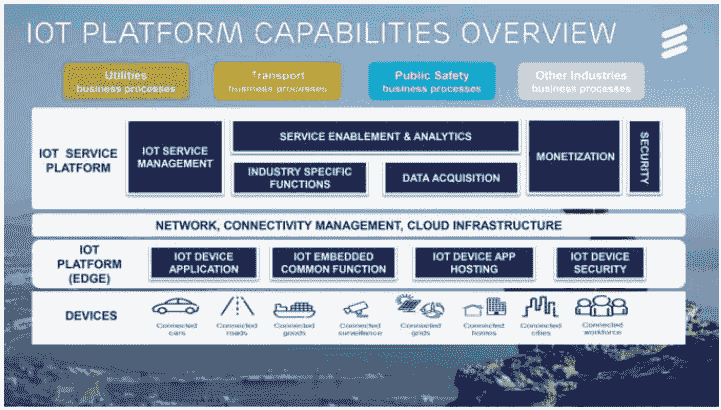 IOT PLATFORM CAPABILITIES OVERVIEW
Utilities
business processes
Transport
business processes
Public Safety
business processes
Other Industries
business processes
IOT SERVICE
PLATFORM
IOT SERVICE
MANAGEMENT
SERVICE ENABLEMENT & ANALYTICS
INDUSTRY SPECIFIC
FUNCTIONS
DATA ACQUISITION
MONETIZATION
SECURITY
NETWORK, CONNECTIVITY MANAGEMENT, CLOUD INFRASTRUCTURE
IOT
PLATFORM
(EDGE)
IOT DEVICE
APPLICATION
IOT EMBEDDED
COMMON FUNCTION
IOT DEVICE APP
HOSTING
IOT DEVICE
SECURITY
DEVICES
Connected
cars
Connected
roads
Connected
goods
Connected
surveillance
Connected
grids
Connected
homes
Connected
cities
Connected
workforce